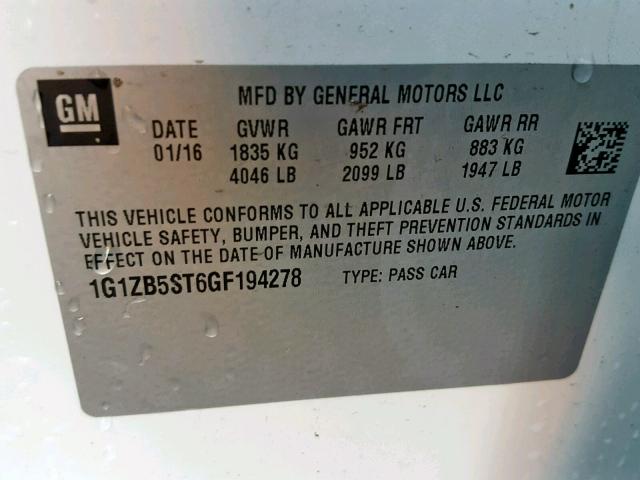 GM
MFD BY GENERAL MOTORS LLC
DATE GVWR GAWR FRT GAWR RR
01/16 1835 KG 952 KG 883 KG
4046 LB 2099 LB 1947 LB
THIS VEHICLE CONFORMS TO ALL APPLICABLE U.S. FEDERAL MOTOR
VEHICLE SAFETY, BUMPER, AND THEFT PREVENTION STANDARDS IN
EFFECT ON THE DATE OF MANUFACTURE SHOWN ABOVE.
1G1ZB5ST6GF194278 TYPE: PASS CAR